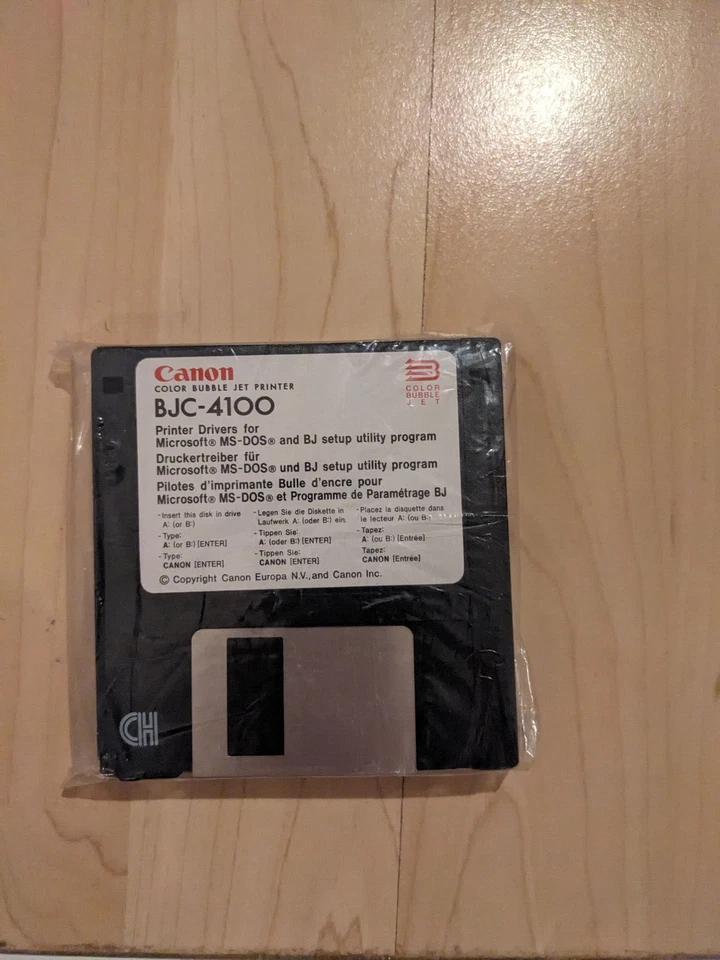 Canon
COLOR BUBBLE JET PRINTER
BJC-4100
COLOR
BUBBLE
JET
Printer Drivers for
Microsoft® MS-DOS® and BJ setup utility program
Druckertreiber für
Microsoft® MS-DOS® und BJ setup utility program
Pilotes d'imprimante Bulle d'encre pour
Microsoft® MS-DOS® et Programme de Paramétrage BJ
-Insert this disk in drive
A: (or B:)
-Type:
A: (or B:) [ENTER]
-Type:
CANON [ENTER]
-Legen Sie die Diskette in
Laufwerk A: (oder B:) ein.
-Tippen Sie:
A: (oder B:) [ENTER]
-Tippen Sie:
CANON [ENTER]
-Placez la disquette dans
le lecteur A: (ou B:)
-Tapez:
A: (ou B:) [Entrée]
Tapez:
CANON [Entrée]
© Copyright Canon Europa N.V., and Canon Inc.
CH